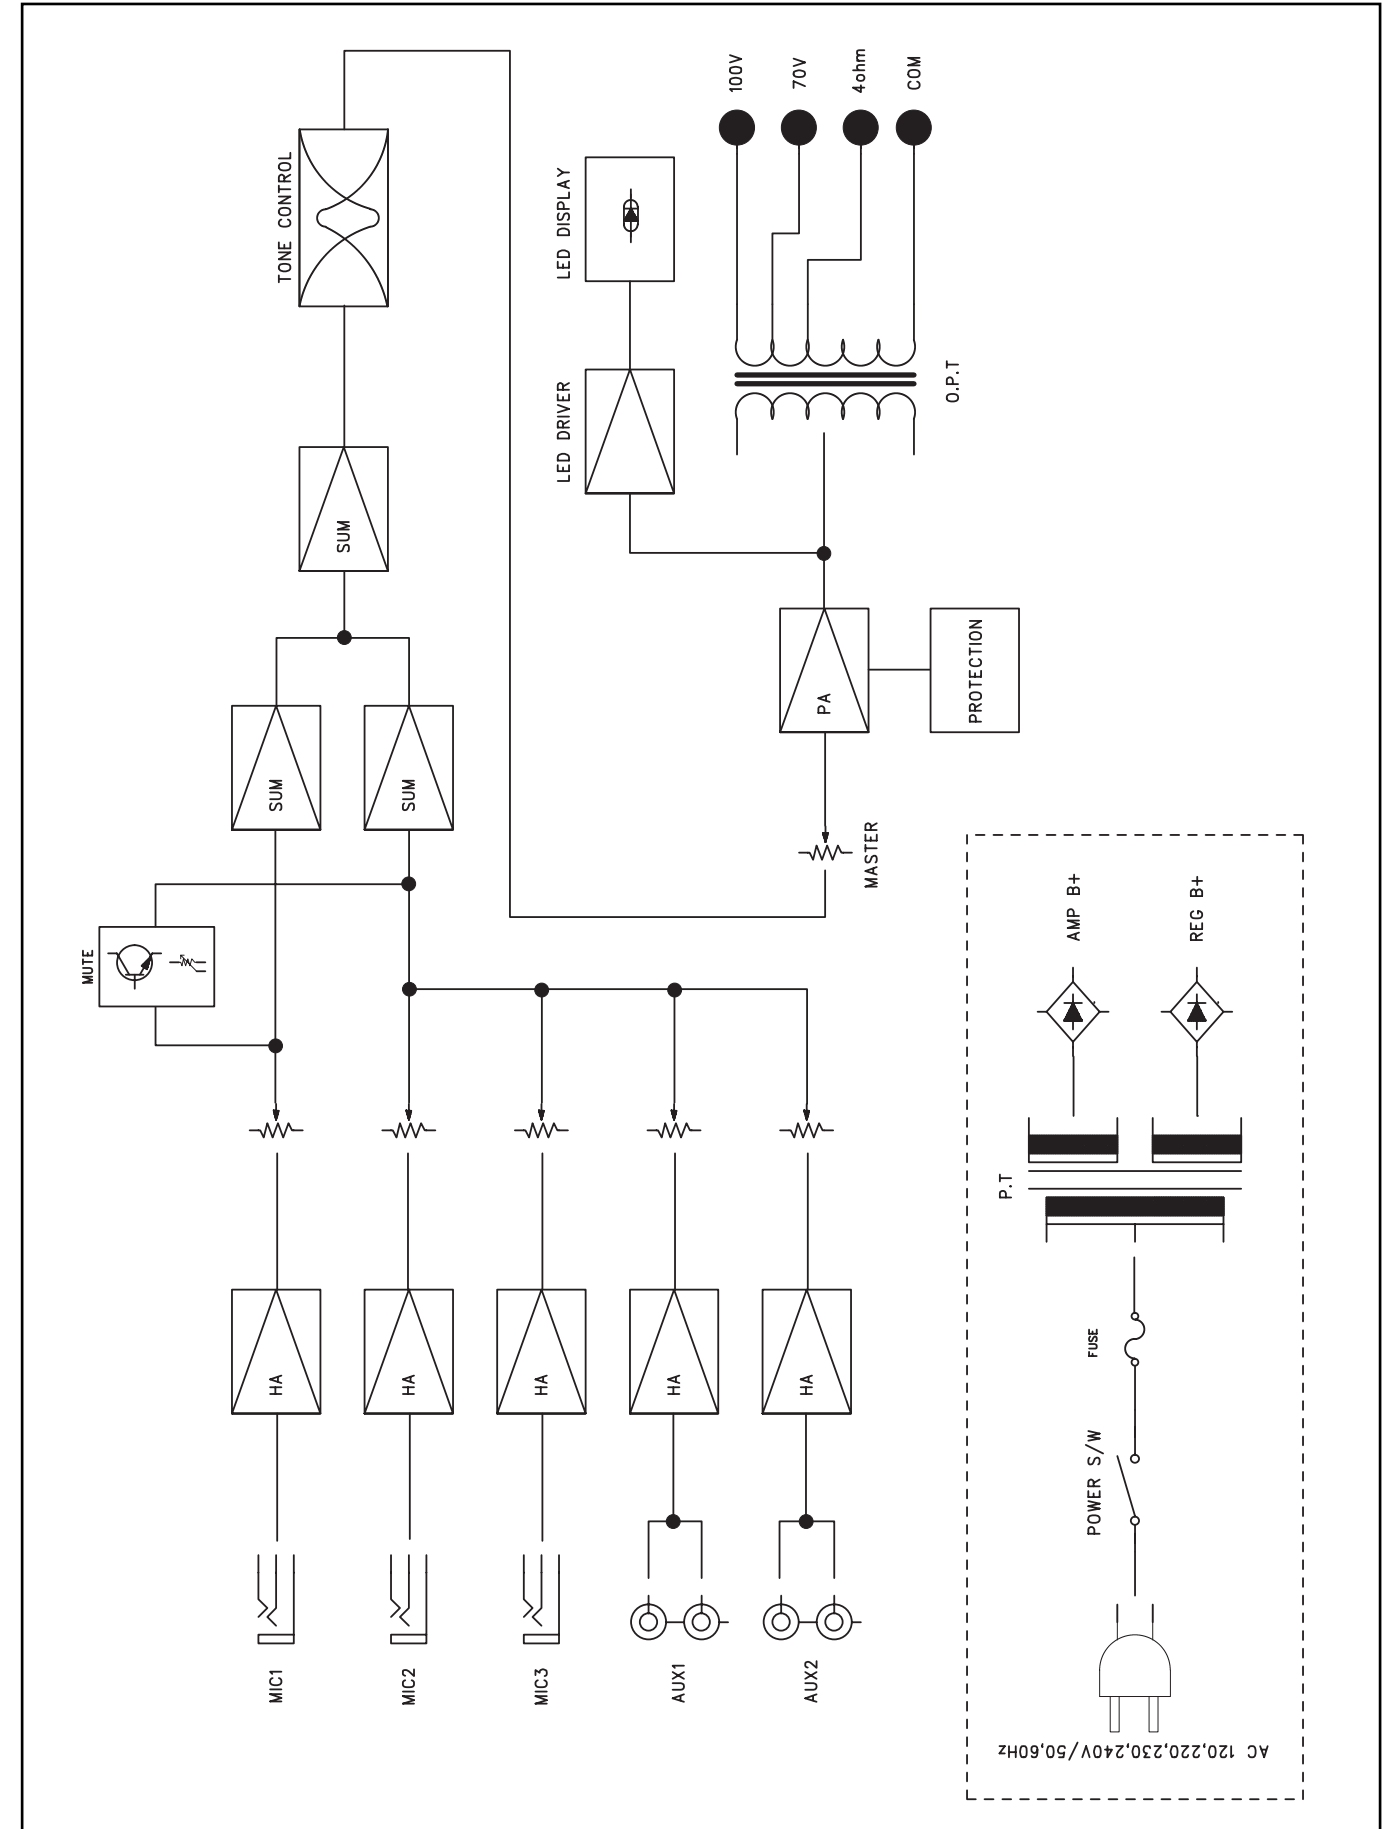 MIC1
HA
MUTE
SUM
MIC2
HA
SUM
SUM
TONE CONTROL
MIC3
HA
AUX1
HA
AUX2
HA
LED DRIVER
LED DISPLAY
MASTER
PA
PROTECTION
O.P.T
100V
70V
4ohm
COM
AC 120,220,230,240V/50,60Hz
POWER S/W
FUSE
P.T
AMP B+
REG B+